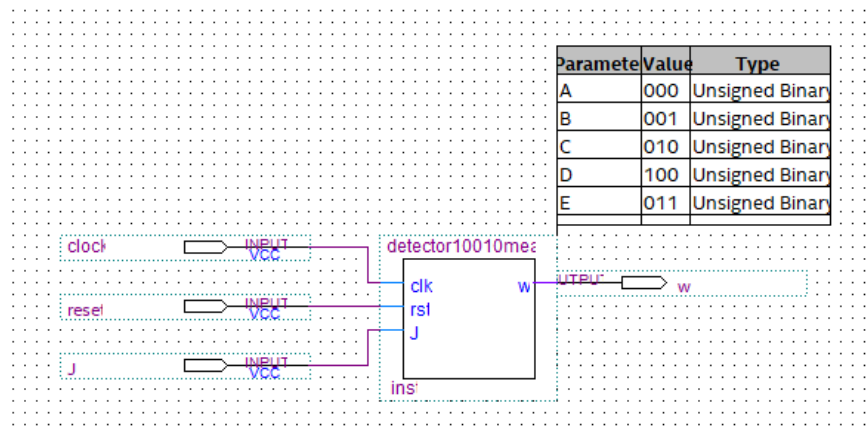 Paramete Value Type
A 000 Unsigned Binary
B 001 Unsigned Binary
C 010 Unsigned Binary
D 100 Unsigned Binary
E 011 Unsigned Binary
clock INPUT
VCC
detector10010mea
clk w
OUTPUT w
reset INPUT
VCC
rst
J
J INPUT
VCC
inst